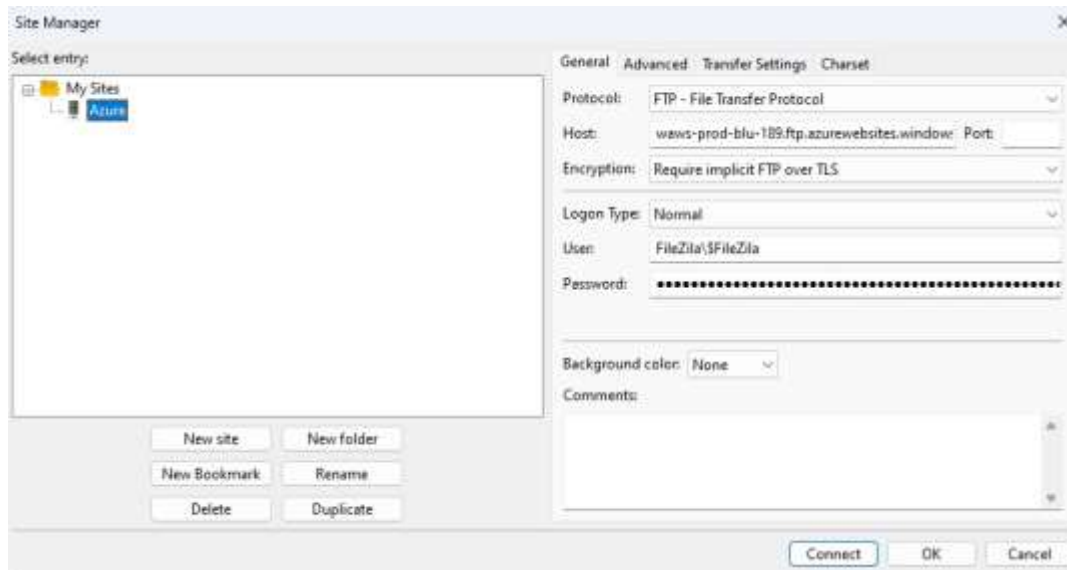 Site Manager
Select entry:
My Sites
Azure
New site
New folder
New Bookmark
Rename
Delete
Duplicate
General Advanced Transfer Settings Charset
Protocol: FTP - File Transfer Protocol
Host: waws-prod-blu-189.ftp.azurewebsites.window: Port:
Encryption: Require implicit FTP over TLS
Logon Type: Normal
User: FileZila\$FileZila
Password: ••••••••••••••••••••••••••••••••••••••••••••••••
Background color: None
Comments:
Connect OK Cancel